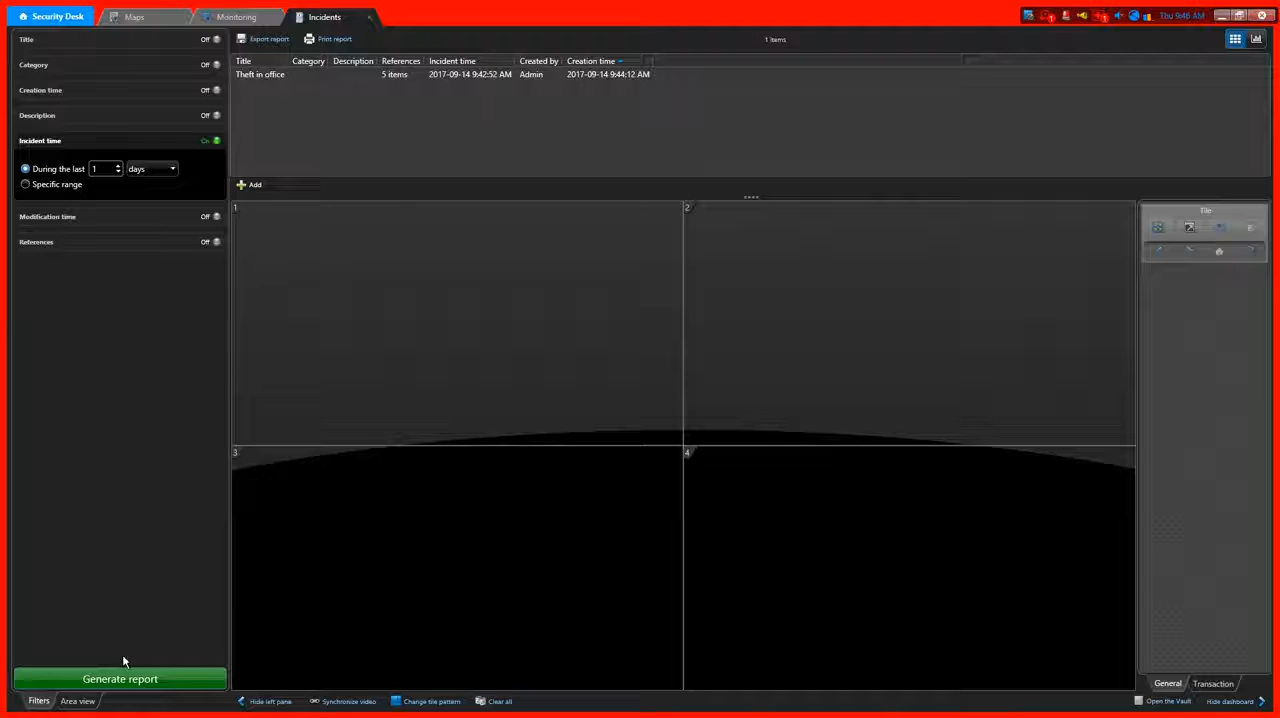 Security Desk Maps Monitoring Incidents Thu 9:46 AM
Title Off
Category Off
Creation time Off
Description Off
Incident time On
During the last 1 days
Specific range
Modification time Off
References Off
Generate report
Filters Area view
Export report Print report 1 items
Title Category Description References Incident time Created by Creation time
Theft in office 5 items 2017-09-14 9:42:52 AM Admin 2017-09-14 9:44:12 AM
Add
1 2
3 4
Tile
General Transaction
Hide left pane Synchronize video Change tile pattern Clear all Open the Vault Hide dashboard